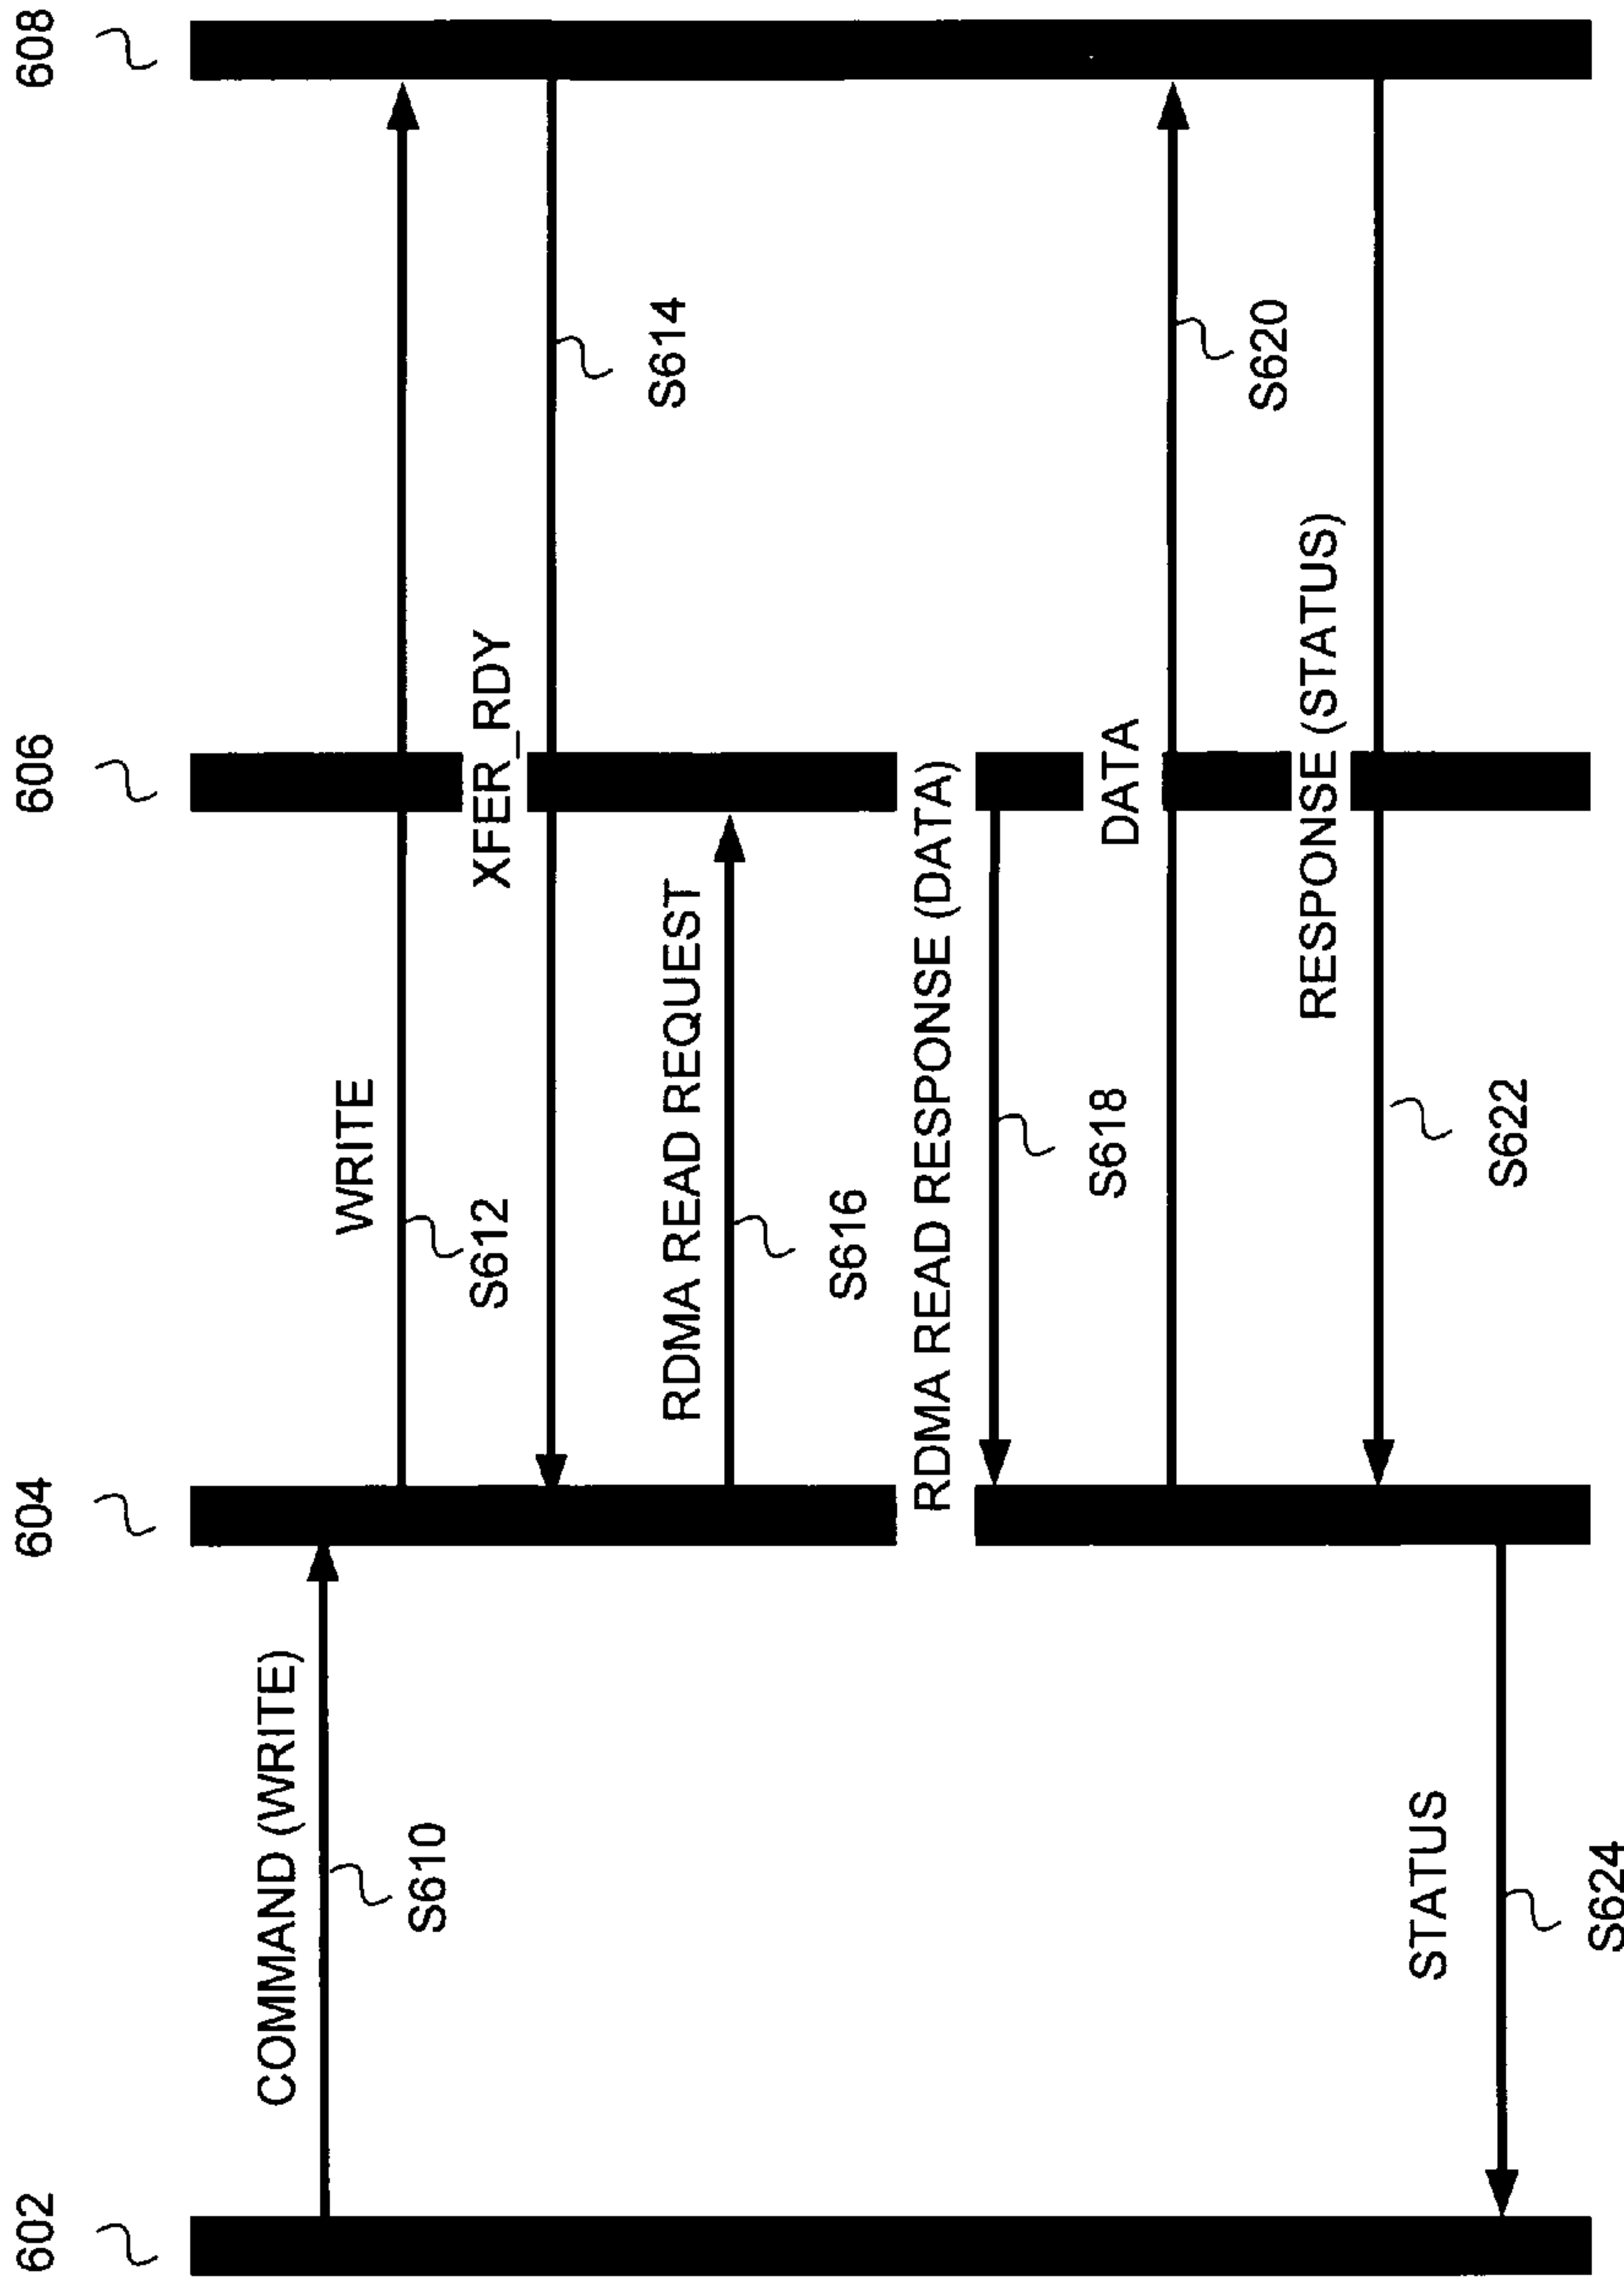 602
604
606
608
COMMAND (WRITE)
S610
WRITE
S612
XFER_RDY
S614
RDMA READ REQUEST
S616
RDMA READ RESPONSE (DATA)
S618
DATA
S620
RESPONSE (STATUS)
S622
STATUS
S624